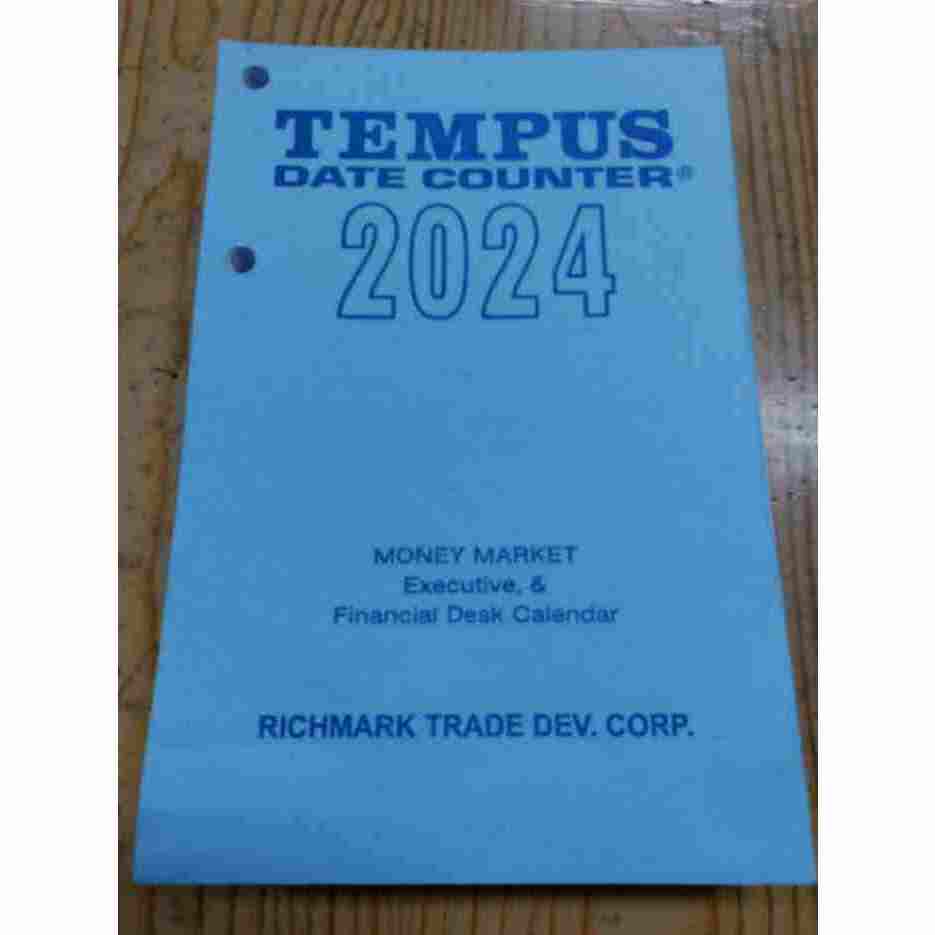 TEMPUS
DATE COUNTER®
2024
MONEY MARKET
Executive, &
Financial Desk Calendar
RICHMARK TRADE DEV. CORP.